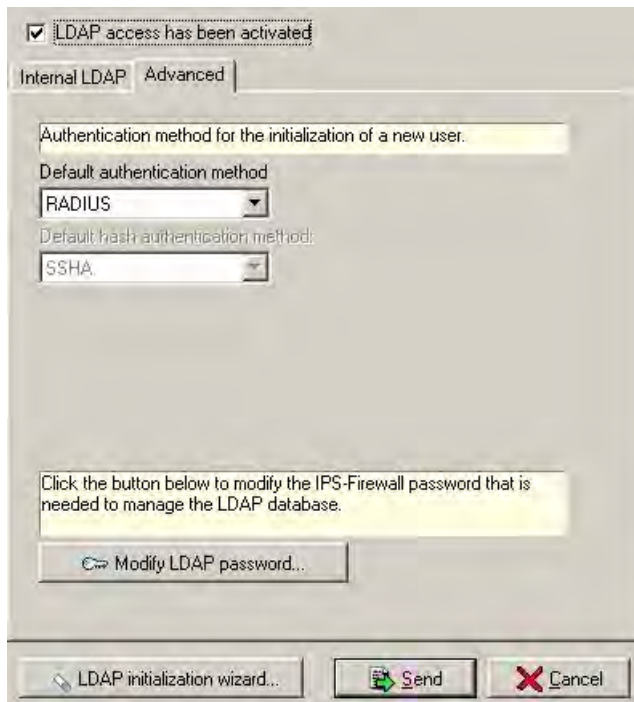 LDAP access has been activated
Internal LDAP
Advanced
Authentication method for the initialization of a new user.
Default authentication method
RADIUS
Default hash authentication method:
SSHA
Click the button below to modify the IPS-Firewall password that is
needed to manage the LDAP database.
Modify LDAP password...
LDAP initialization wizard...
Send
Cancel